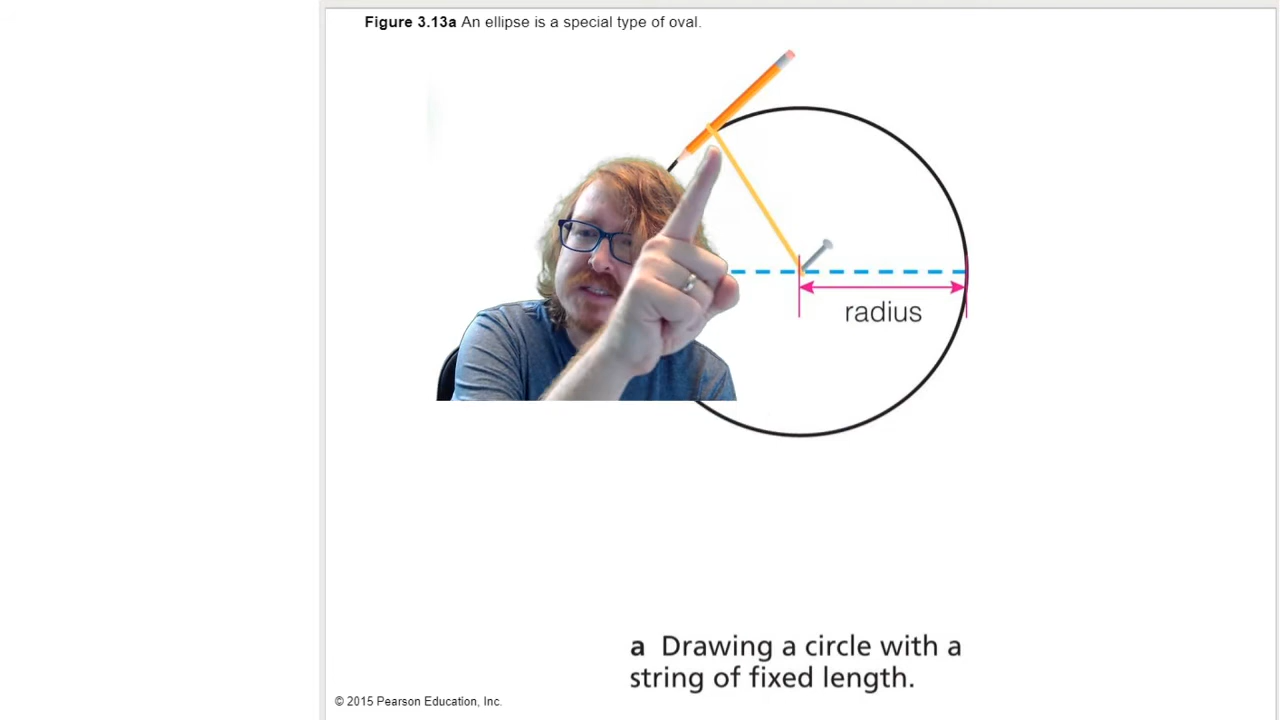 Figure 3.13a An ellipse is a special type of oval.
radius
a Drawing a circle with a
string of fixed length.
© 2015 Pearson Education, Inc.